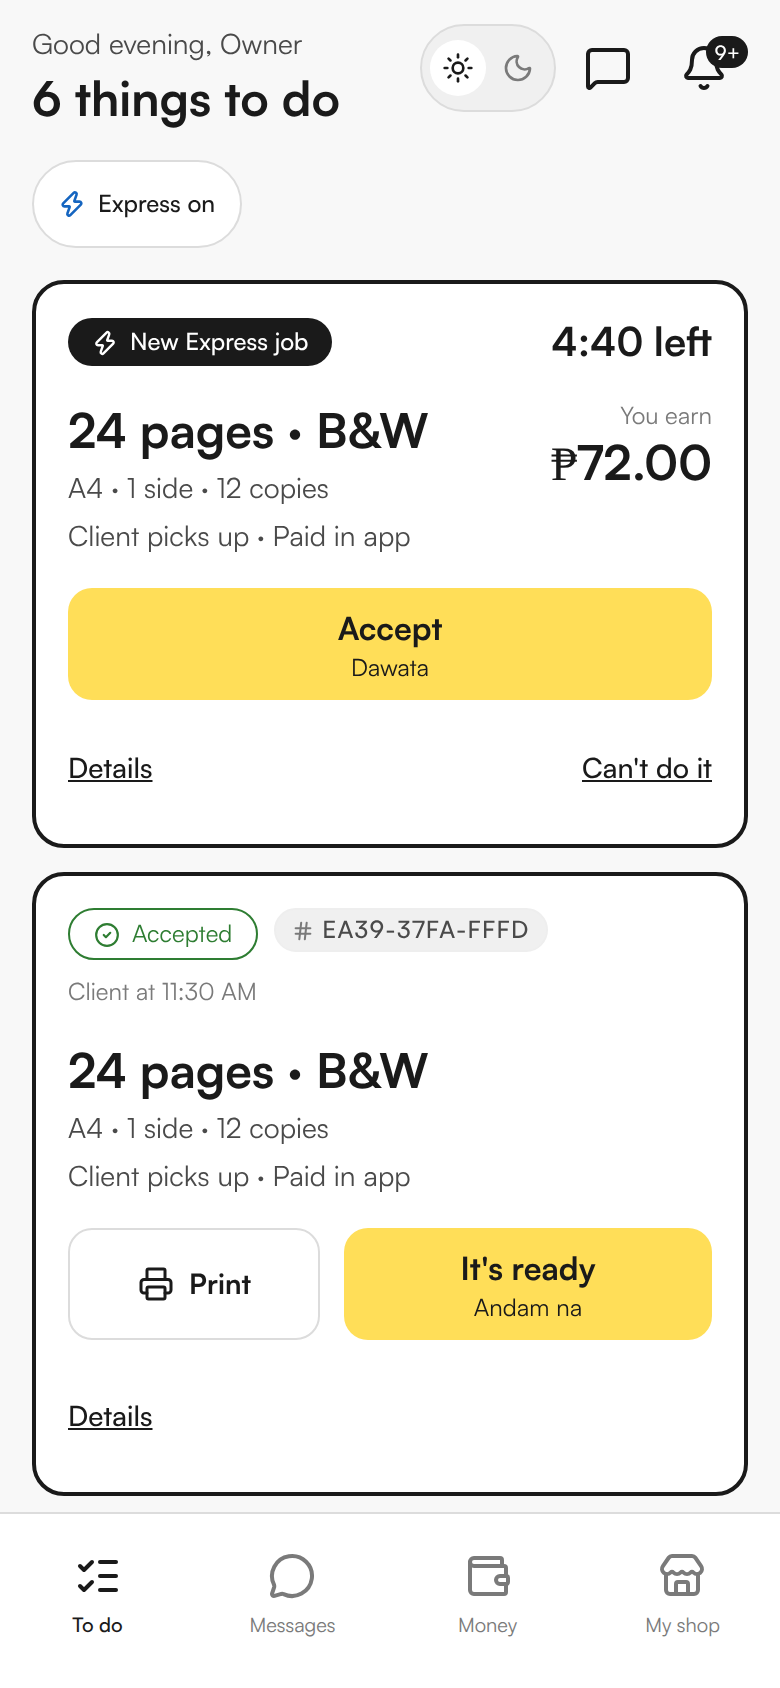 Good evening, Owner
6 things to do
9+
Express on
New Express job
4:40 left
24 pages · B&W
You earn
₱72.00
A4 · 1 side · 12 copies
Client picks up · Paid in app
Accept
Dawata
Details
Can't do it
Accepted
# EA39-37FA-FFFD
Client at 11:30 AM
24 pages · B&W
A4 · 1 side · 12 copies
Client picks up · Paid in app
Print
It's ready
Andam na
Details
To do
Messages
Money
My shop